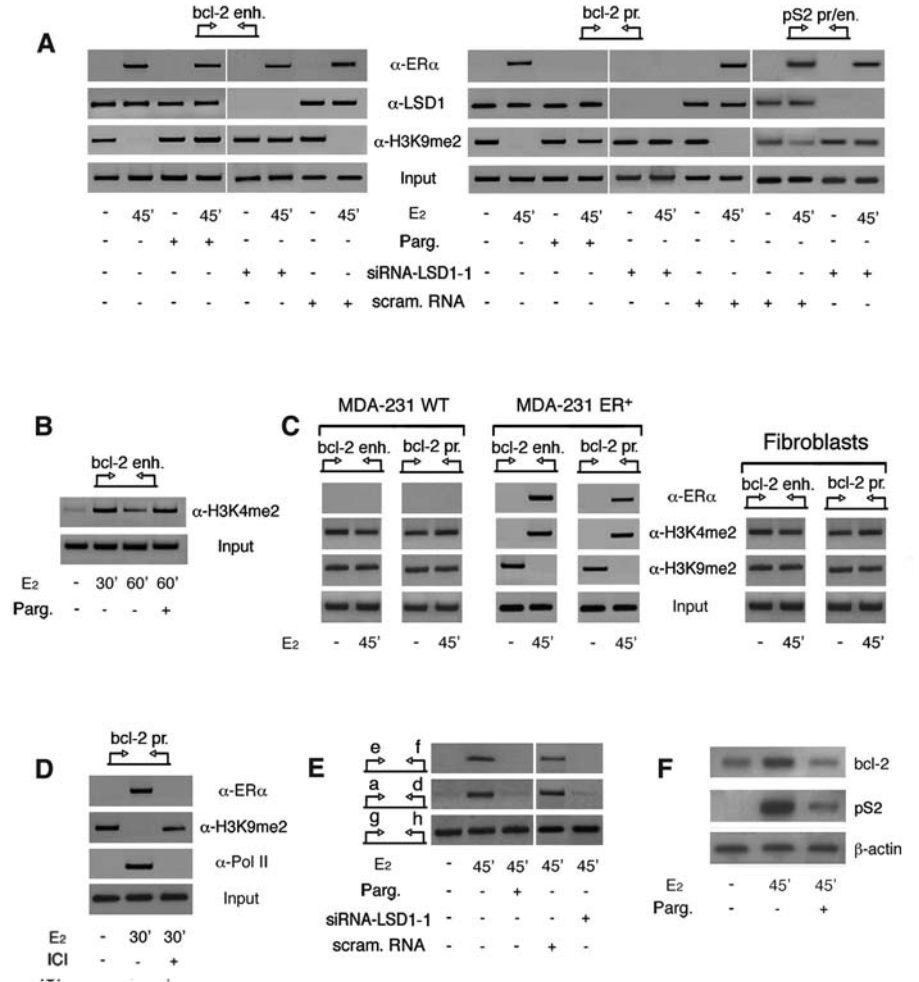 bcl-2 enh. bcl-2 pr. pS2 pr/en.
A
α-ERα
α-LSD1
α-H3K9me2
Input
- 45' - 45' - 45' - 45' E2 - 45' - 45' - 45' - 45' - 45' - 45'
- - + + - - - - Parg. - - + + - - - - - - - -
- - - - + + - - siRNA-LSD1-1 - - - - + + - - - - + +
- - - - - - + + scram. RNA - - - - - - + + + + - -
B
bcl-2 enh.
α-H3K4me2
Input
E2 - 30' 60' 60'
Parg. - - - +
C
MDA-231 WT MDA-231 ER+ Fibroblasts
bcl-2 enh. bcl-2 pr. bcl-2 enh. bcl-2 pr. bcl-2 enh. bcl-2 pr.
α-ERα
α-H3K4me2
α-H3K9me2
Input
E2 - 45' - 45' - 45' - 45' - 45' - 45'
D
bcl-2 pr.
α-ERα
α-H3K9me2
α-Pol II
Input
E2 - 30' 30'
ICI - - +
E
e f
a d
g h
E2 - 45' 45' 45' 45'
Parg. - - + - -
siRNA-LSD1-1 - - - - +
scram. RNA - - - + -
F
bcl-2
pS2
β-actin
E2 - 45' 45'
Parg. - - +